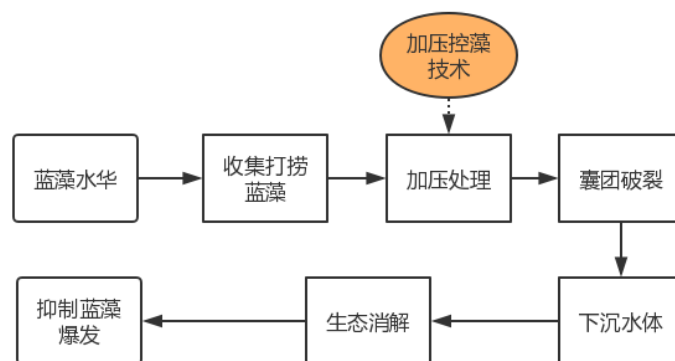 加压控藻
技术
蓝藻水华
收集打捞
蓝藻
加压处理
囊团破裂
下沉水体
生态消解
抑制蓝藻
爆发